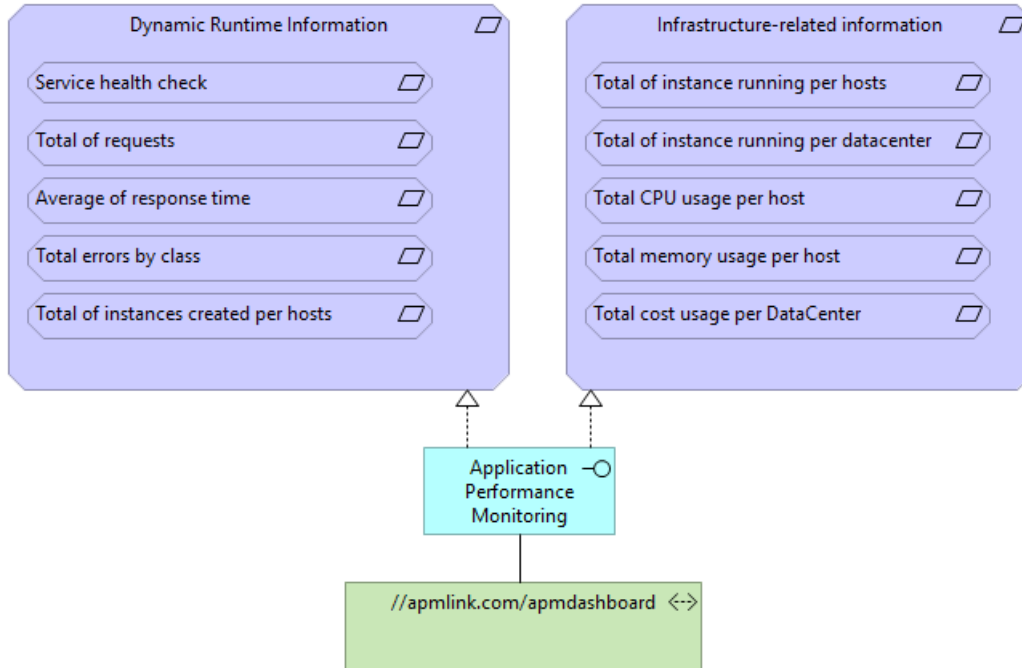 Dynamic Runtime Information
Service health check
Total of requests
Average of response time
Total errors by class
Total of instances created per hosts
Infrastructure-related information
Total of instance running per hosts
Total of instance running per datacenter
Total CPU usage per host
Total memory usage per host
Total cost usage per DataCenter
Application
Performance
Monitoring
//apmlink.com/apmdashboard